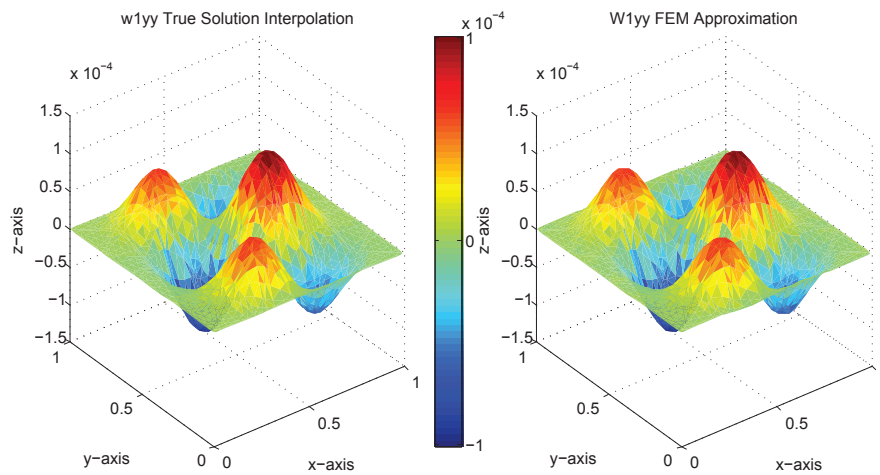 w1yy True Solution Interpolation
x 10⁻⁴
1.5
1
0.5
0
−0.5
−1
−1.5
z−axis
1
0.5
0
y−axis
0
0.5
1
x−axis
x 10⁻⁴
1
0
−1
W1yy FEM Approximation
x 10⁻⁴
1.5
1
0.5
0
−0.5
−1
−1.5
z−axis
1
0.5
0
y−axis
0
0.5
1
x−axis